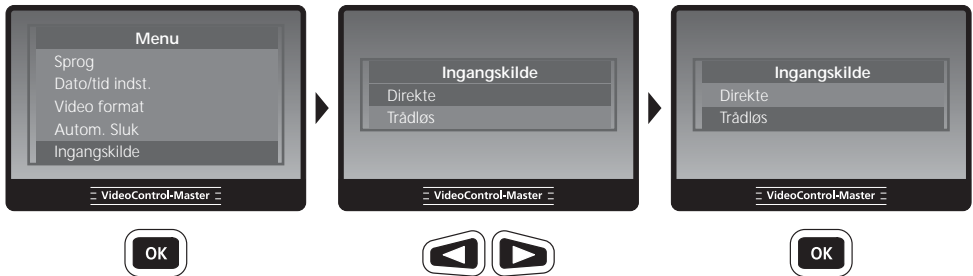 Menu
Sprog
Dato/tid indst.
Video format
Autom. Sluk
Ingangskilde
VideoControl-Master
OK
Ingangskilde
Direkte
Trådløs
VideoControl-Master
Ingangskilde
Direkte
Trådløs
VideoControl-Master
OK